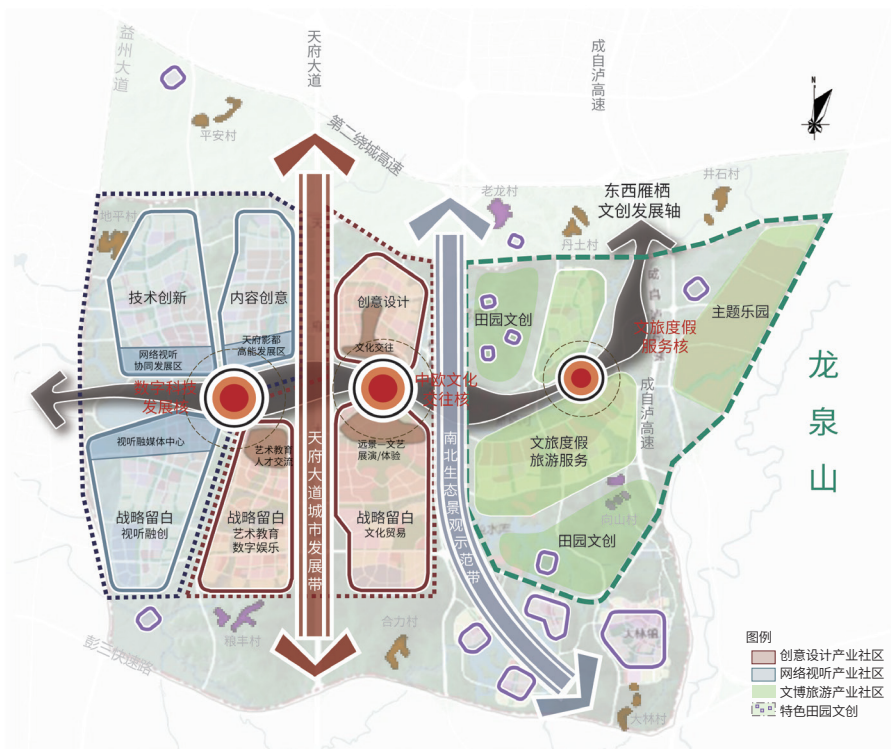 益州大道
天府大道
成自泸高速
N
第二绕城高速
平安村
井石村
老龙村
东西雁栖
文创发展轴
地平村
丹土村
技术创新
内容创意
创意设计
田园文创
主题乐园
文旅度假
服务核
天府影都
高能发展区
网络视听
协同发展区
文化交往
数字科技
发展核
中欧文化
交往核
成自泸高速
龙泉山
视听融媒体中心
艺术教育
人才交流
远景—文艺
展演/体验
天府大道城市发展带
南北生态景观示范带
文旅度假
旅游服务
战略留白
视听融创
战略留白
艺术教育
数字娱乐
战略留白
文化贸易
向山村
田园文创
粮丰村
合力村
大林镇
彭三快速路
大林村
图例
创意设计产业社区
网络视听产业社区
文博旅游产业社区
特色田园文创